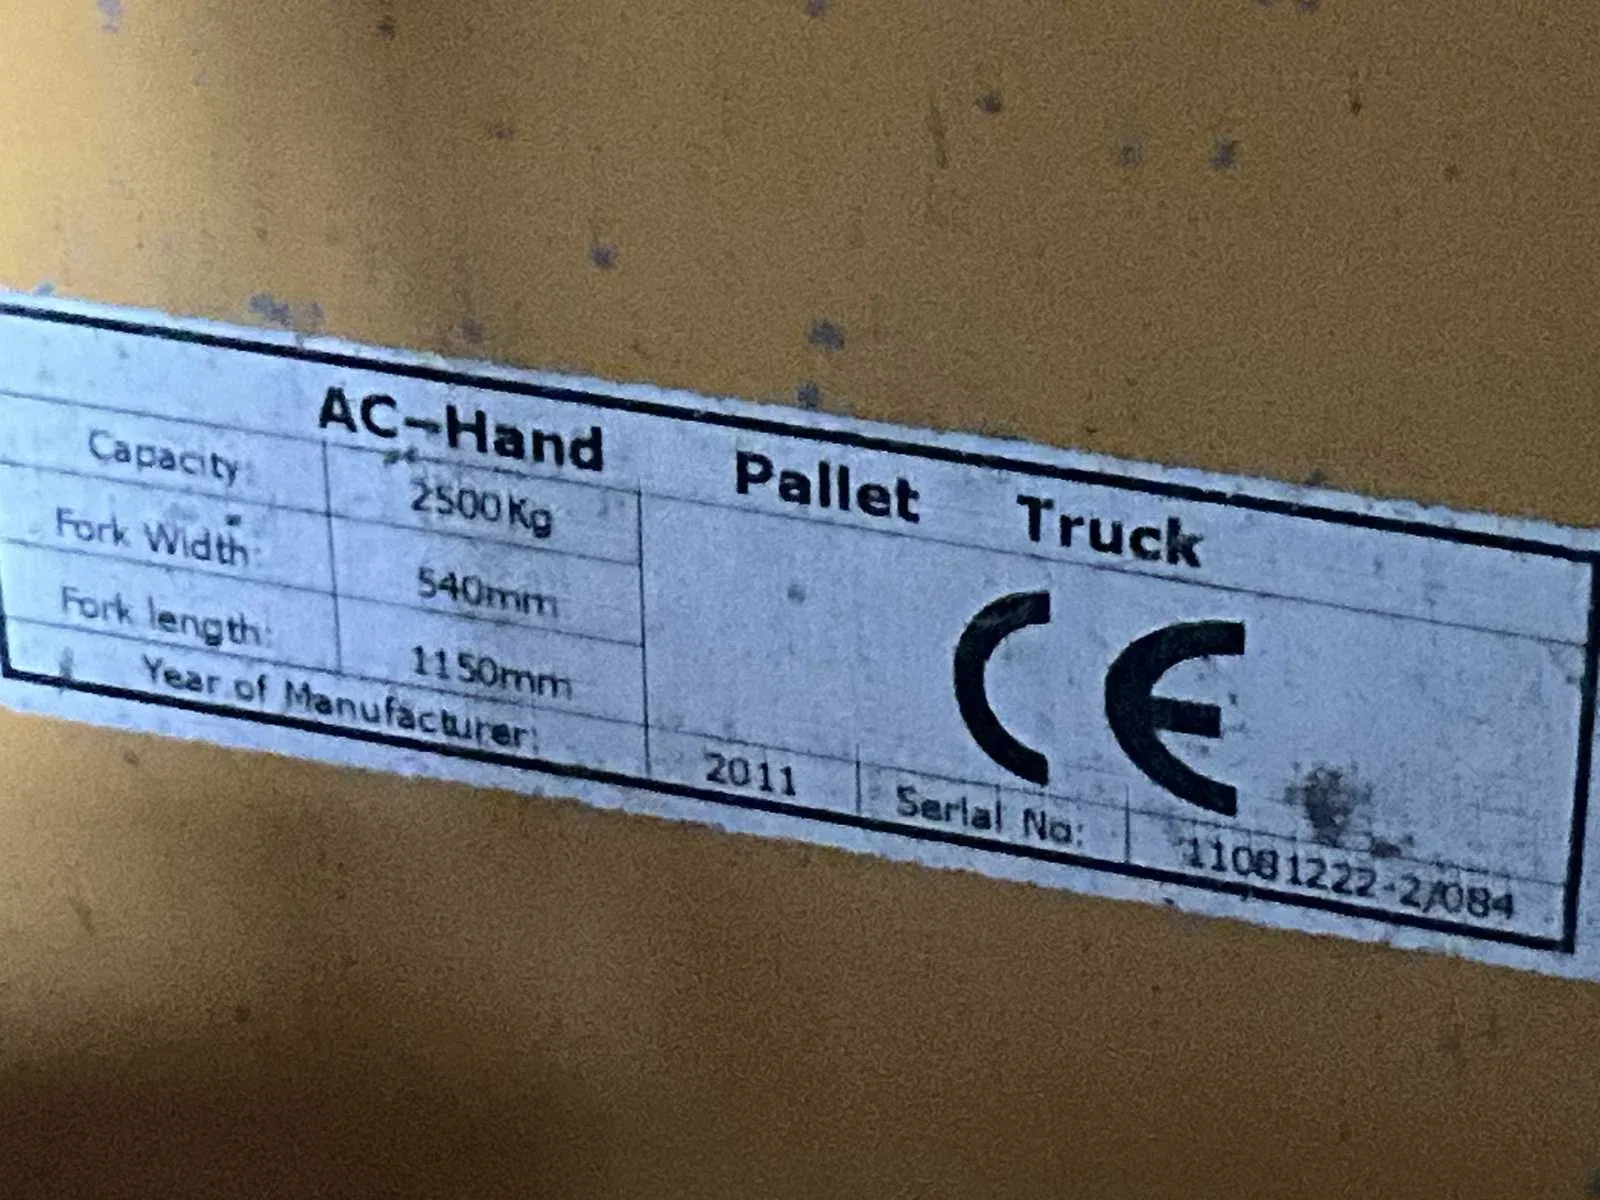 AC-Hand Pallet Truck
Capacity: 2500Kg
Fork Width: 540mm
Fork length: 1150mm
CE
Year of Manufacturer: 2011 Serial No: 11081222-2/084